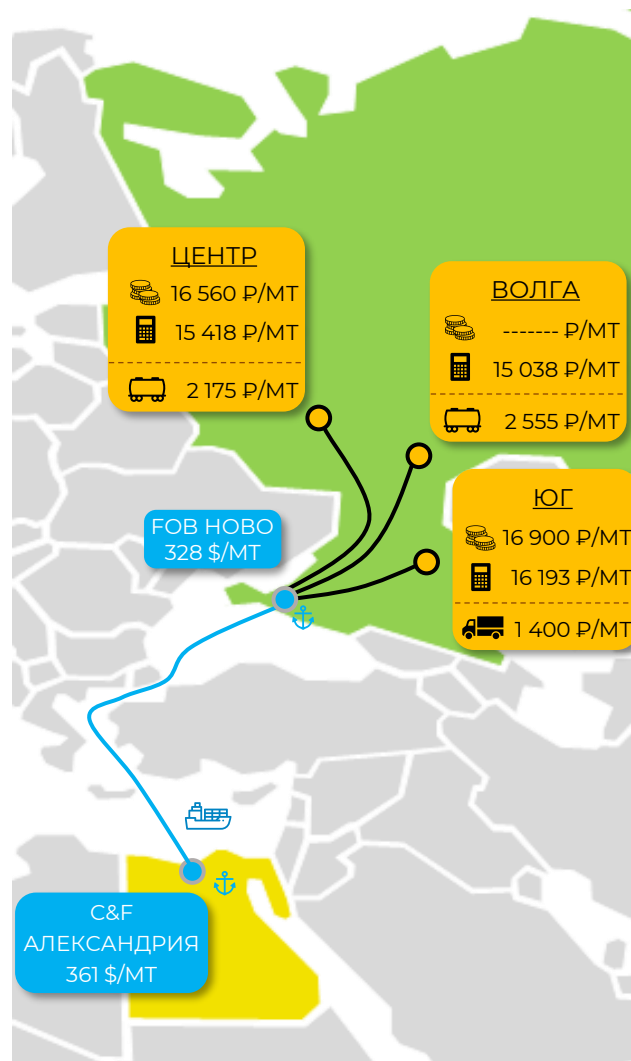 ЦЕНТР
16 560 ₽/МТ
15 418 ₽/МТ
2 175 ₽/МТ
ВОЛГА
------- ₽/МТ
15 038 ₽/МТ
2 555 ₽/МТ
ЮГ
16 900 ₽/МТ
16 193 ₽/МТ
1 400 ₽/МТ
FOB НОВО
328 $/МТ
C&F
АЛЕКСАНДРИЯ
361 $/МТ